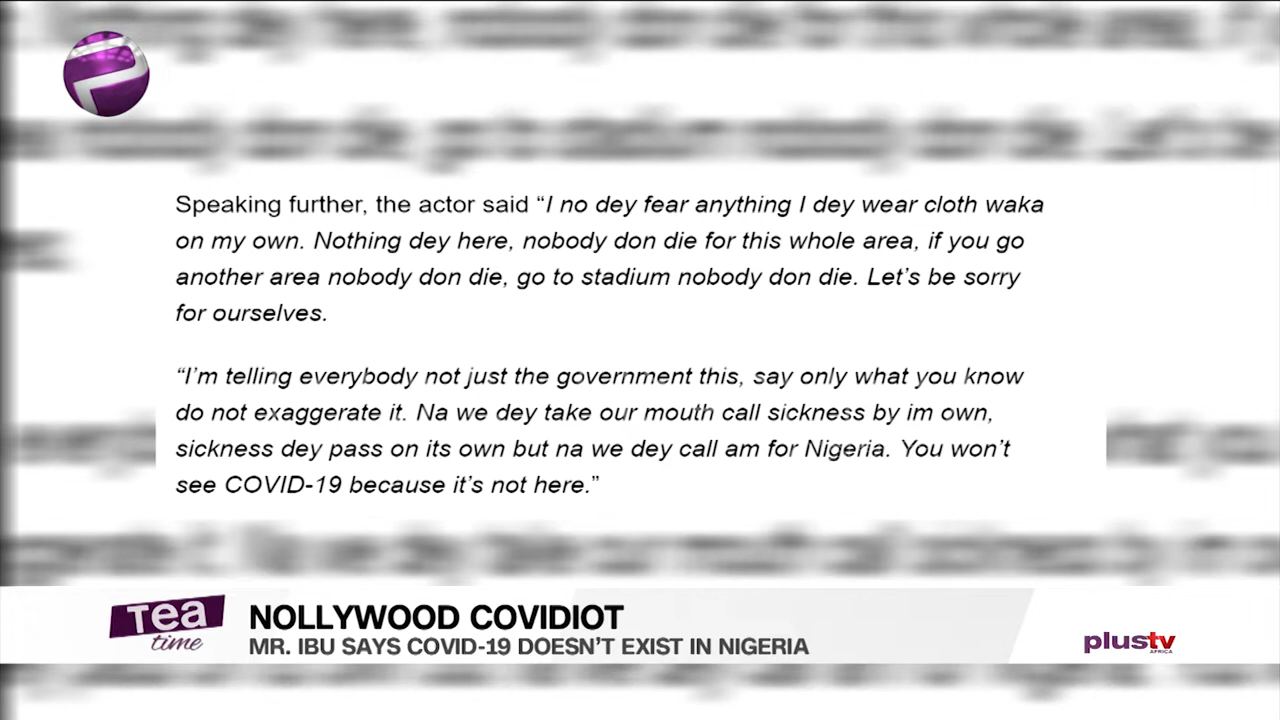 Speaking further, the actor said “I no dey fear anything I dey wear cloth waka
on my own. Nothing dey here, nobody don die for this whole area, if you go
another area nobody don die, go to stadium nobody don die. Let’s be sorry
for ourselves.
“I’m telling everybody not just the government this, say only what you know
do not exaggerate it. Na we dey take our mouth call sickness by im own,
sickness dey pass on its own but na we dey call am for Nigeria. You won’t
see COVID-19 because it’s not here.”
Tea
time
NOLLYWOOD COVIDIOT
MR. IBU SAYS COVID-19 DOESN’T EXIST IN NIGERIA
plustv
AFRICA